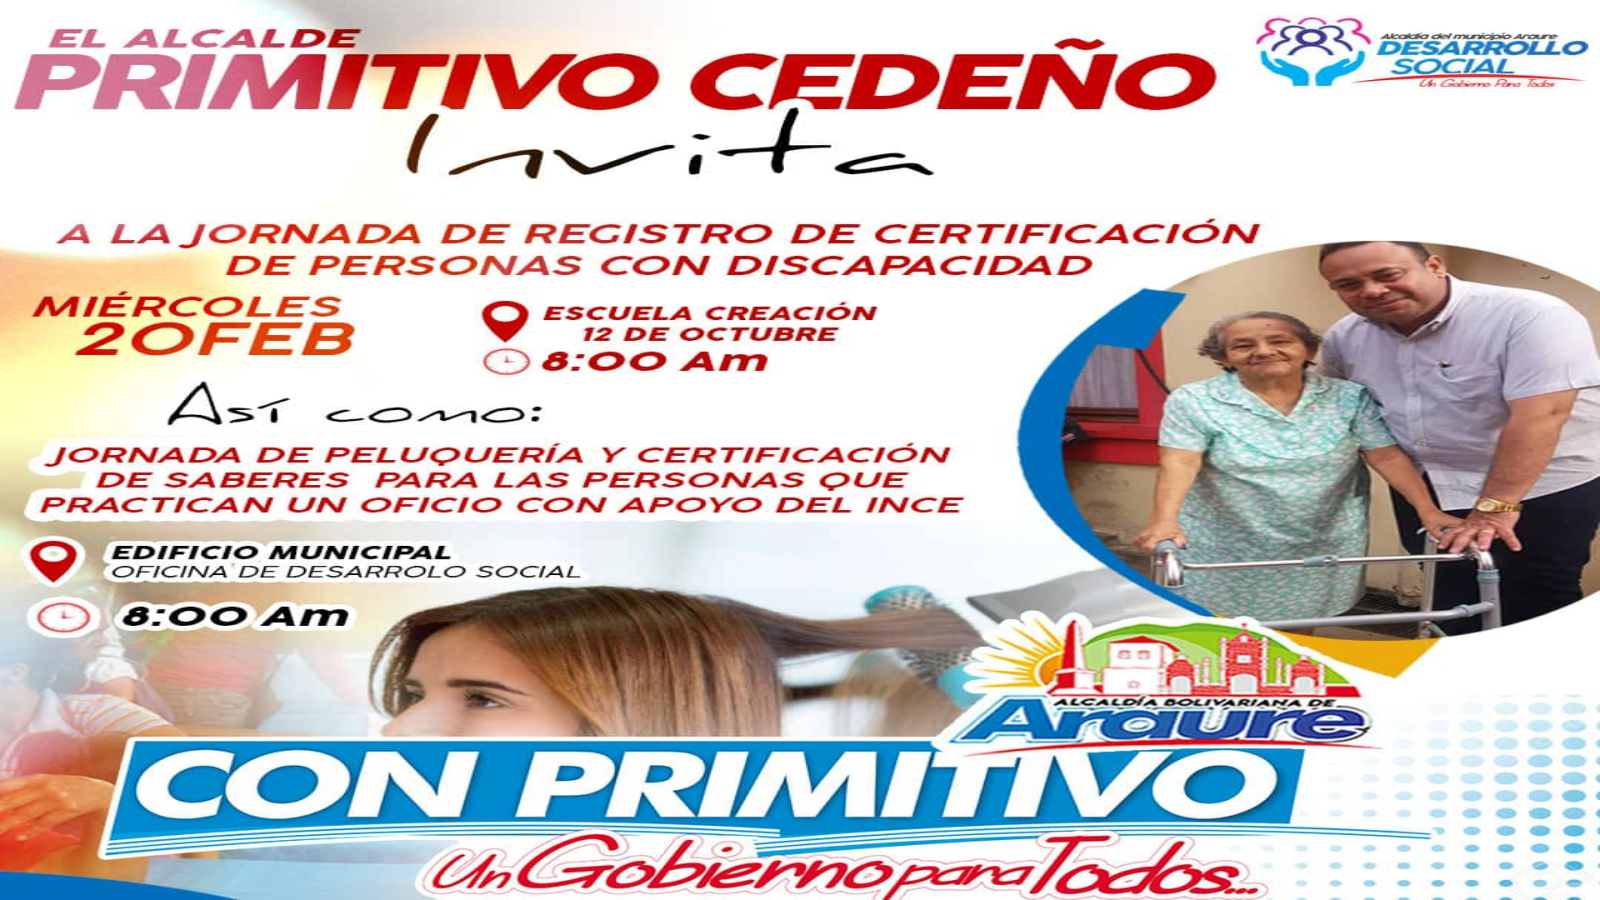 EL ALCALDE
PRIMITIVO CEDEÑO
Invita
Alcaldía del municipio Araure
DESARROLLO
SOCIAL
Un Gobierno Para Todos
A LA JORNADA DE REGISTRO DE CERTIFICACIÓN
DE PERSONAS CON DISCAPACIDAD
MIÉRCOLES
20FEB
ESCUELA CREACIÓN
12 DE OCTUBRE
8:00 Am
Así como:
JORNADA DE PELUQUERÍA Y CERTIFICACIÓN
DE SABERES PARA LAS PERSONAS QUE
PRACTICAN UN OFICIO CON APOYO DEL INCE
EDIFICIO MUNICIPAL
OFICINA DE DESARROLO SOCIAL
8:00 Am
ALCALDÍA BOLIVARIANA DE
Araure
CON PRIMITIVO
Un Gobierno para Todos...